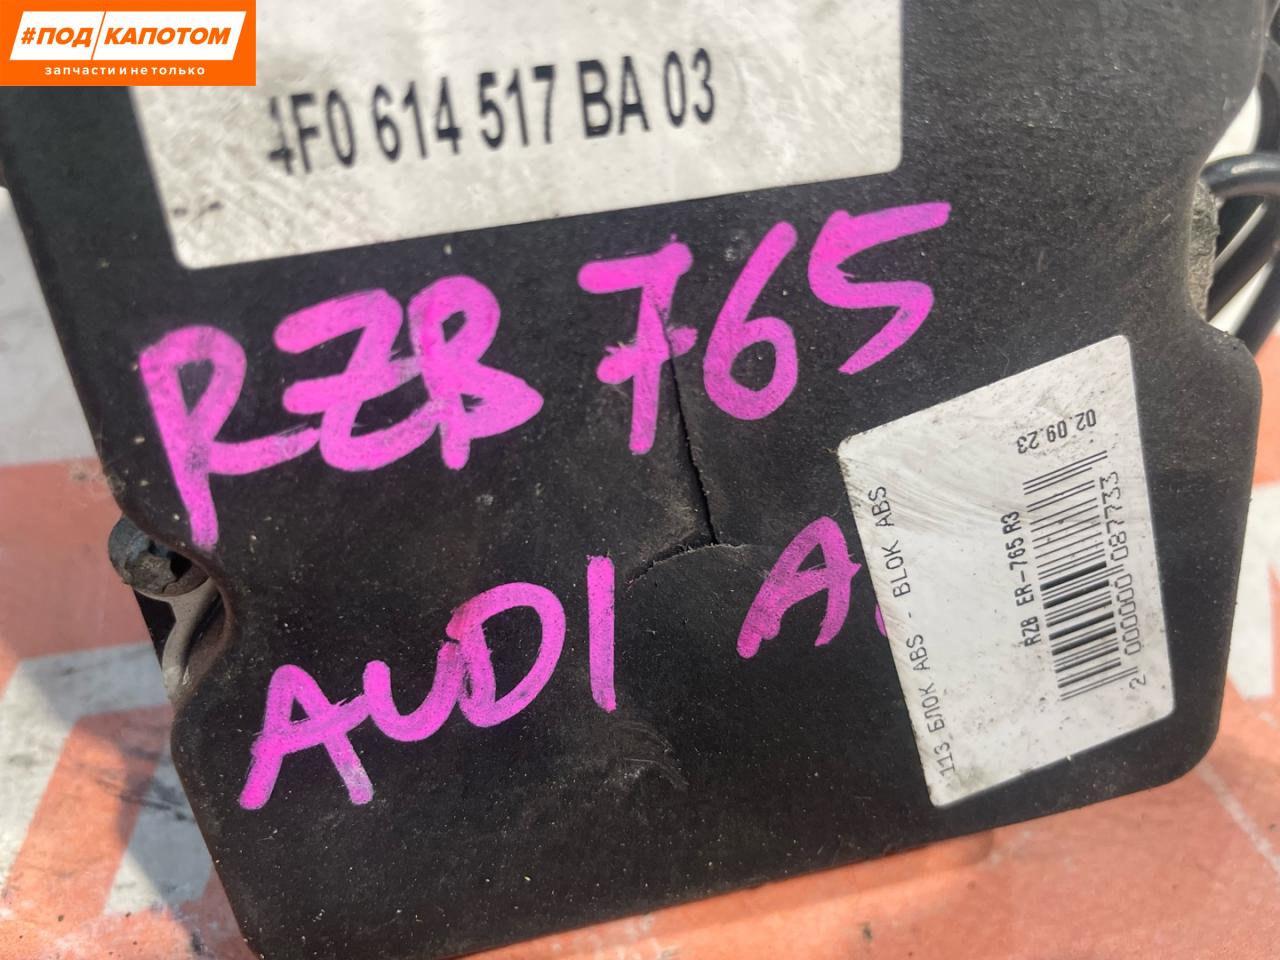 #ПОД КАПОТОМ
запчасти и не только
4F0 614 517 BA 03
RZB 765
AUDI A
113 БЛОК ABS - BLOK ABS
RZB ER-765 R3
2 000000 087733
02.09.23